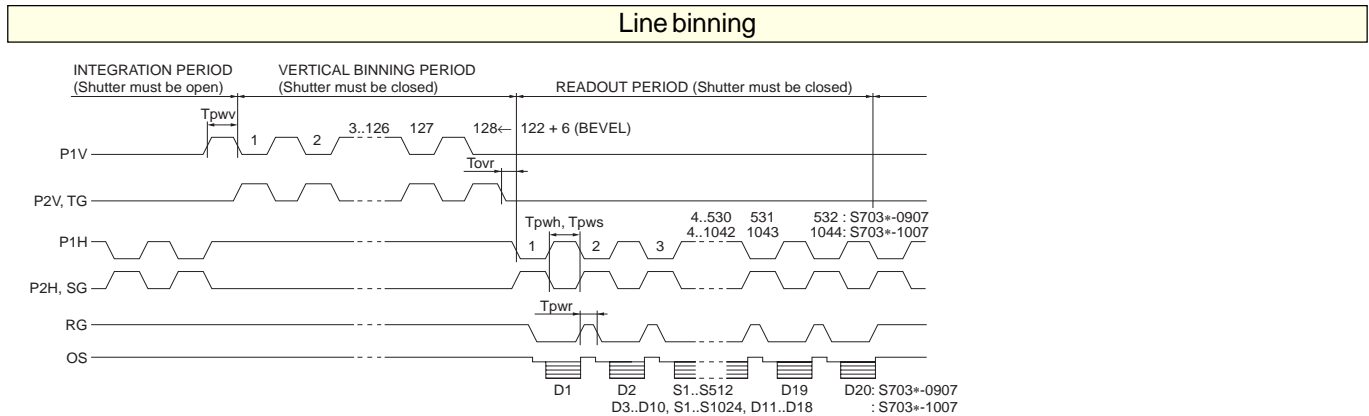 Line binning
INTEGRATION PERIOD
(Shutter must be open)
VERTICAL BINNING PERIOD
(Shutter must be closed)
READOUT PERIOD (Shutter must be closed)
Tpwv
1 2 3..126 127 128← 122 + 6 (BEVEL)
P1V
Tovr
P2V, TG
Tpwh, Tpws
4..530 531 532 : S703*-0907
4..1042 1043 1044: S703*-1007
P1H
1 2 3
P2H, SG
Tpwr
RG
OS
D1 D2 S1..S512 D19 D20: S703*-0907
D3..D10, S1..S1024, D11..D18 : S703*-1007